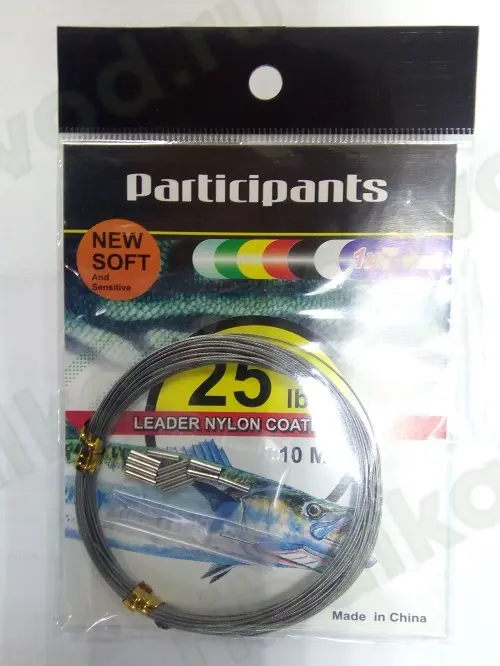 Participants
NEW
SOFT
And
Sensitive
25
lb
LEADER NYLON COAT
10 M
Made in China